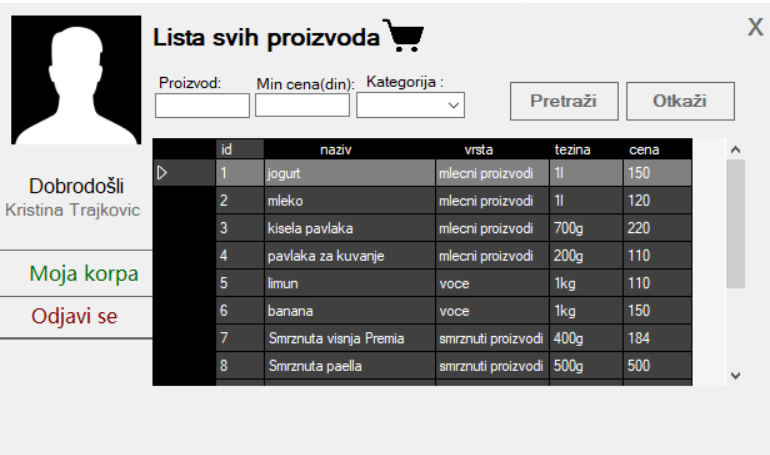 Lista svih proizvoda
X
Proizvod: Min cena(din): Kategorija :
Pretraži Otkaži
Dobrodošli
Kristina Trajkovic
Moja korpa
Odjavi se
id naziv vrsta tezina cena
1 jogurt mlecni proizvodi 1l 150
2 mleko mlecni proizvodi 1l 120
3 kisela pavlaka mlecni proizvodi 700g 220
4 pavlaka za kuvanje mlecni proizvodi 200g 110
5 limun voce 1kg 110
6 banana voce 1kg 150
7 Smrznuta visnja Premia smrznuti proizvodi 400g 184
8 Smrznuta paella smrznuti proizvodi 500g 500